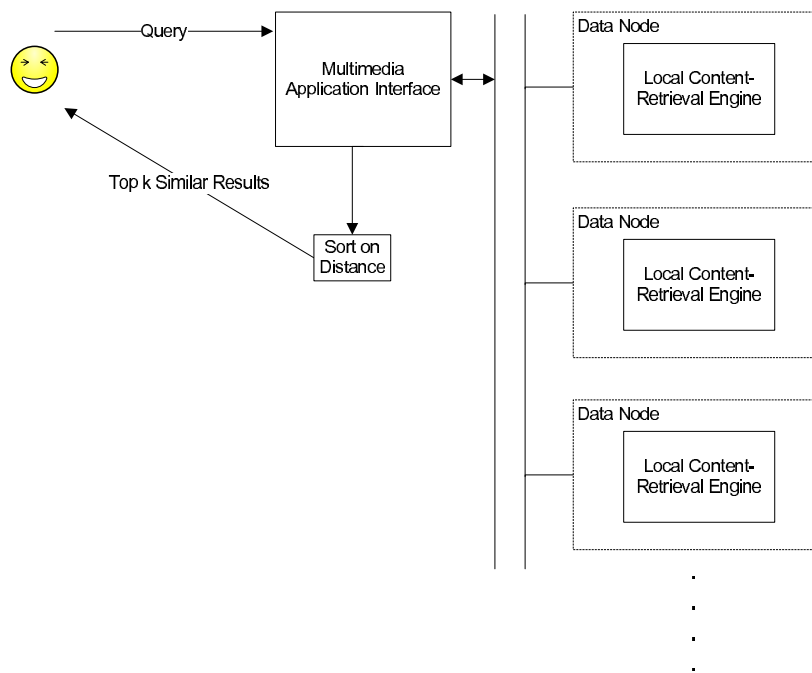 Query
Multimedia
Application Interface
Top k Similar Results
Sort on
Distance
Data Node
Local Content-
Retrieval Engine
Data Node
Local Content-
Retrieval Engine
Data Node
Local Content-
Retrieval Engine